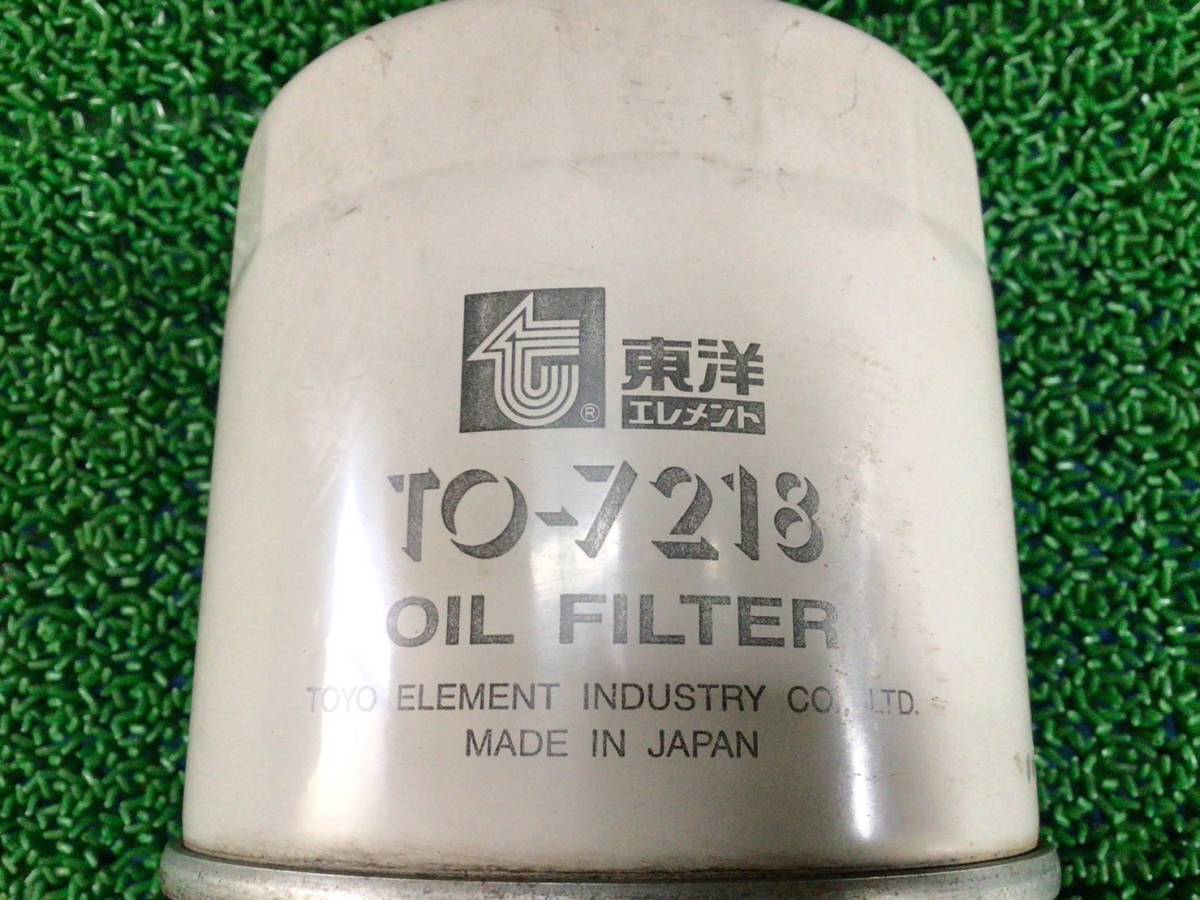 東洋
エレメント
®
TO-7218
OIL FILTER
TOYO ELEMENT INDUSTRY CO., LTD.
MADE IN JAPAN